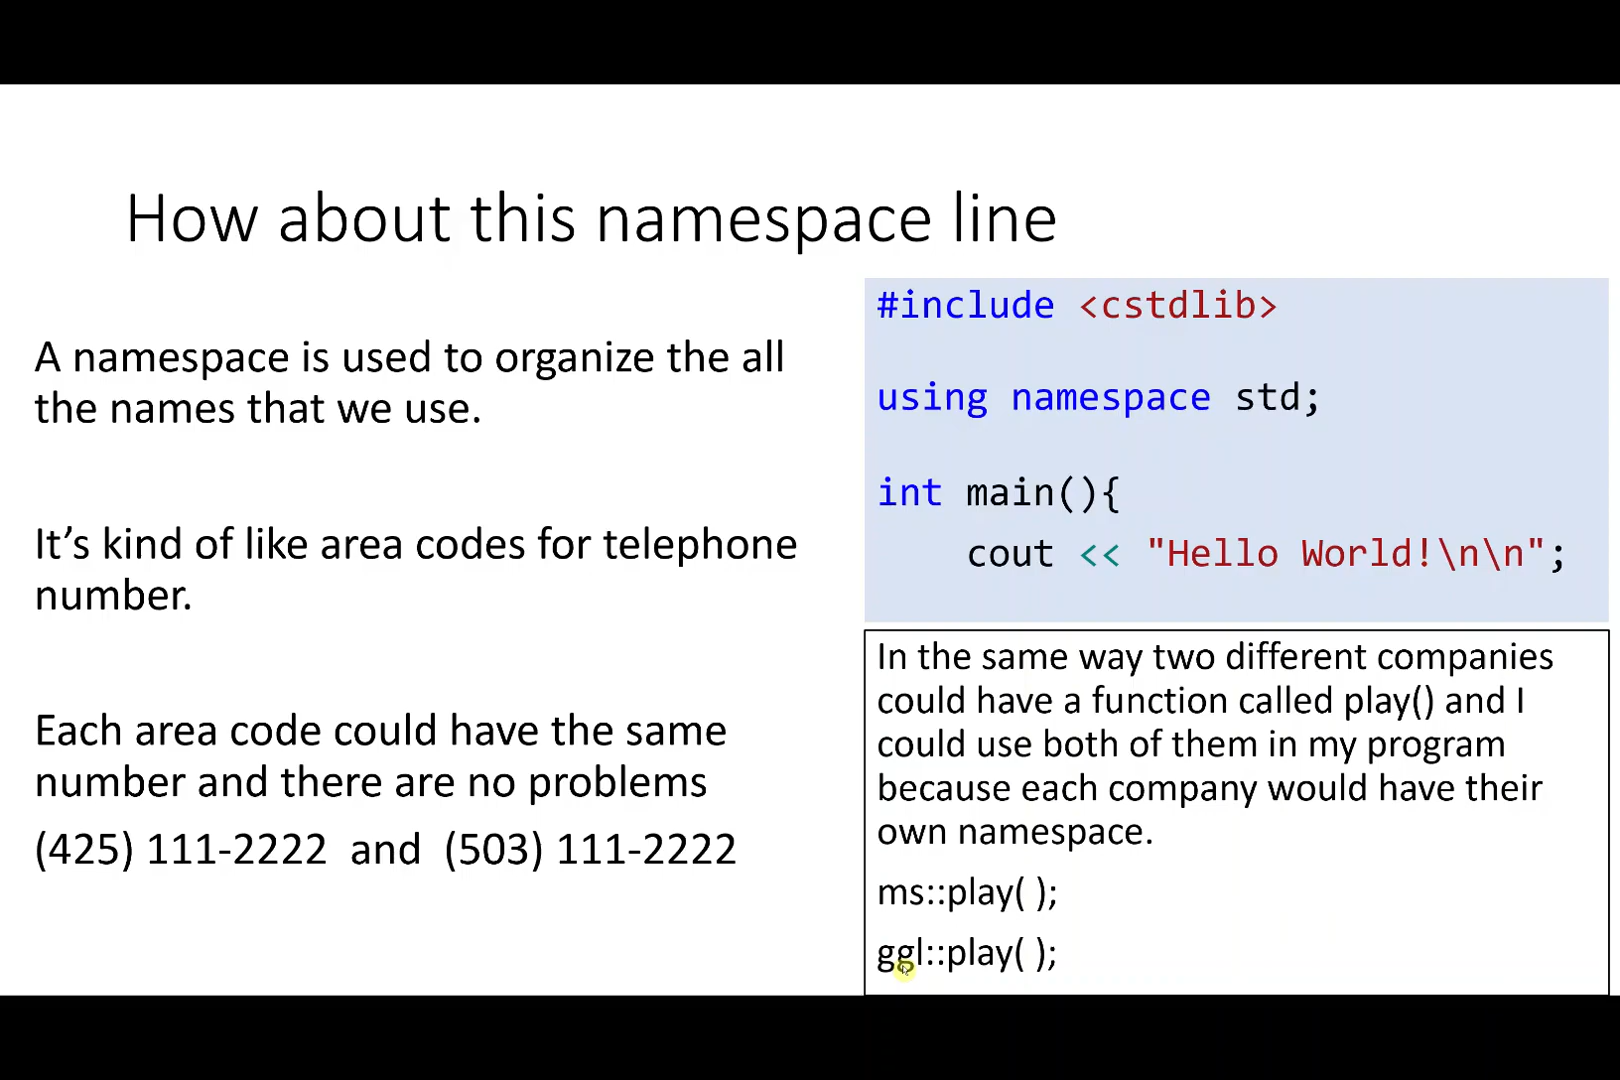 How about this namespace line
A namespace is used to organize the all
the names that we use.
It’s kind of like area codes for telephone
number.
Each area code could have the same
number and there are no problems
(425) 111-2222 and (503) 111-2222
#include <cstdlib>
using namespace std;
int main(){
cout << "Hello World!\n\n";
In the same way two different companies
could have a function called play() and I
could use both of them in my program
because each company would have their
own namespace.
ms::play( );
ggl::play( );